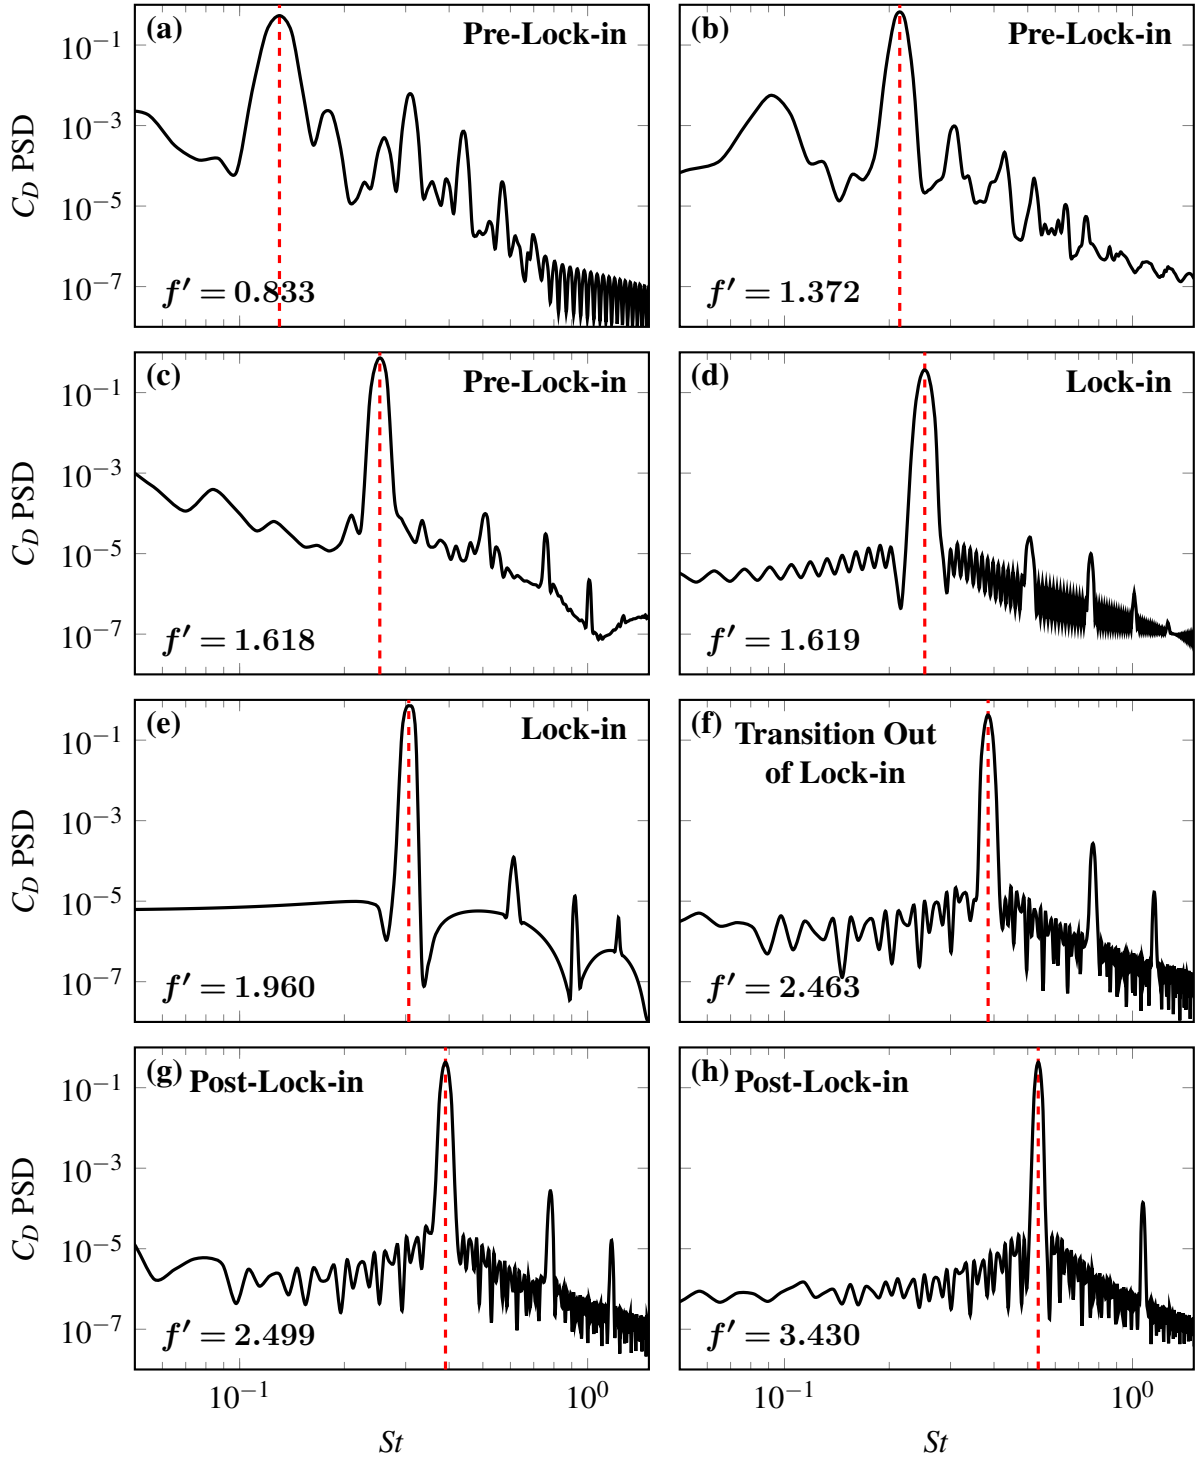 (a) Pre-Lock-in
(b) Pre-Lock-in
C_D PSD
10⁻¹
10⁻³
10⁻⁵
10⁻⁷
f′ = 0.833
f′ = 1.372
(c) Pre-Lock-in
(d) Lock-in
C_D PSD
10⁻¹
10⁻³
10⁻⁵
10⁻⁷
f′ = 1.618
f′ = 1.619
(e) Lock-in
(f) Transition Out
of Lock-in
C_D PSD
10⁻¹
10⁻³
10⁻⁵
10⁻⁷
f′ = 1.960
f′ = 2.463
(g) Post-Lock-in
(h) Post-Lock-in
C_D PSD
10⁻¹
10⁻³
10⁻⁵
10⁻⁷
f′ = 2.499
f′ = 3.430
10⁻¹ 10⁰
10⁻¹ 10⁰
St
St